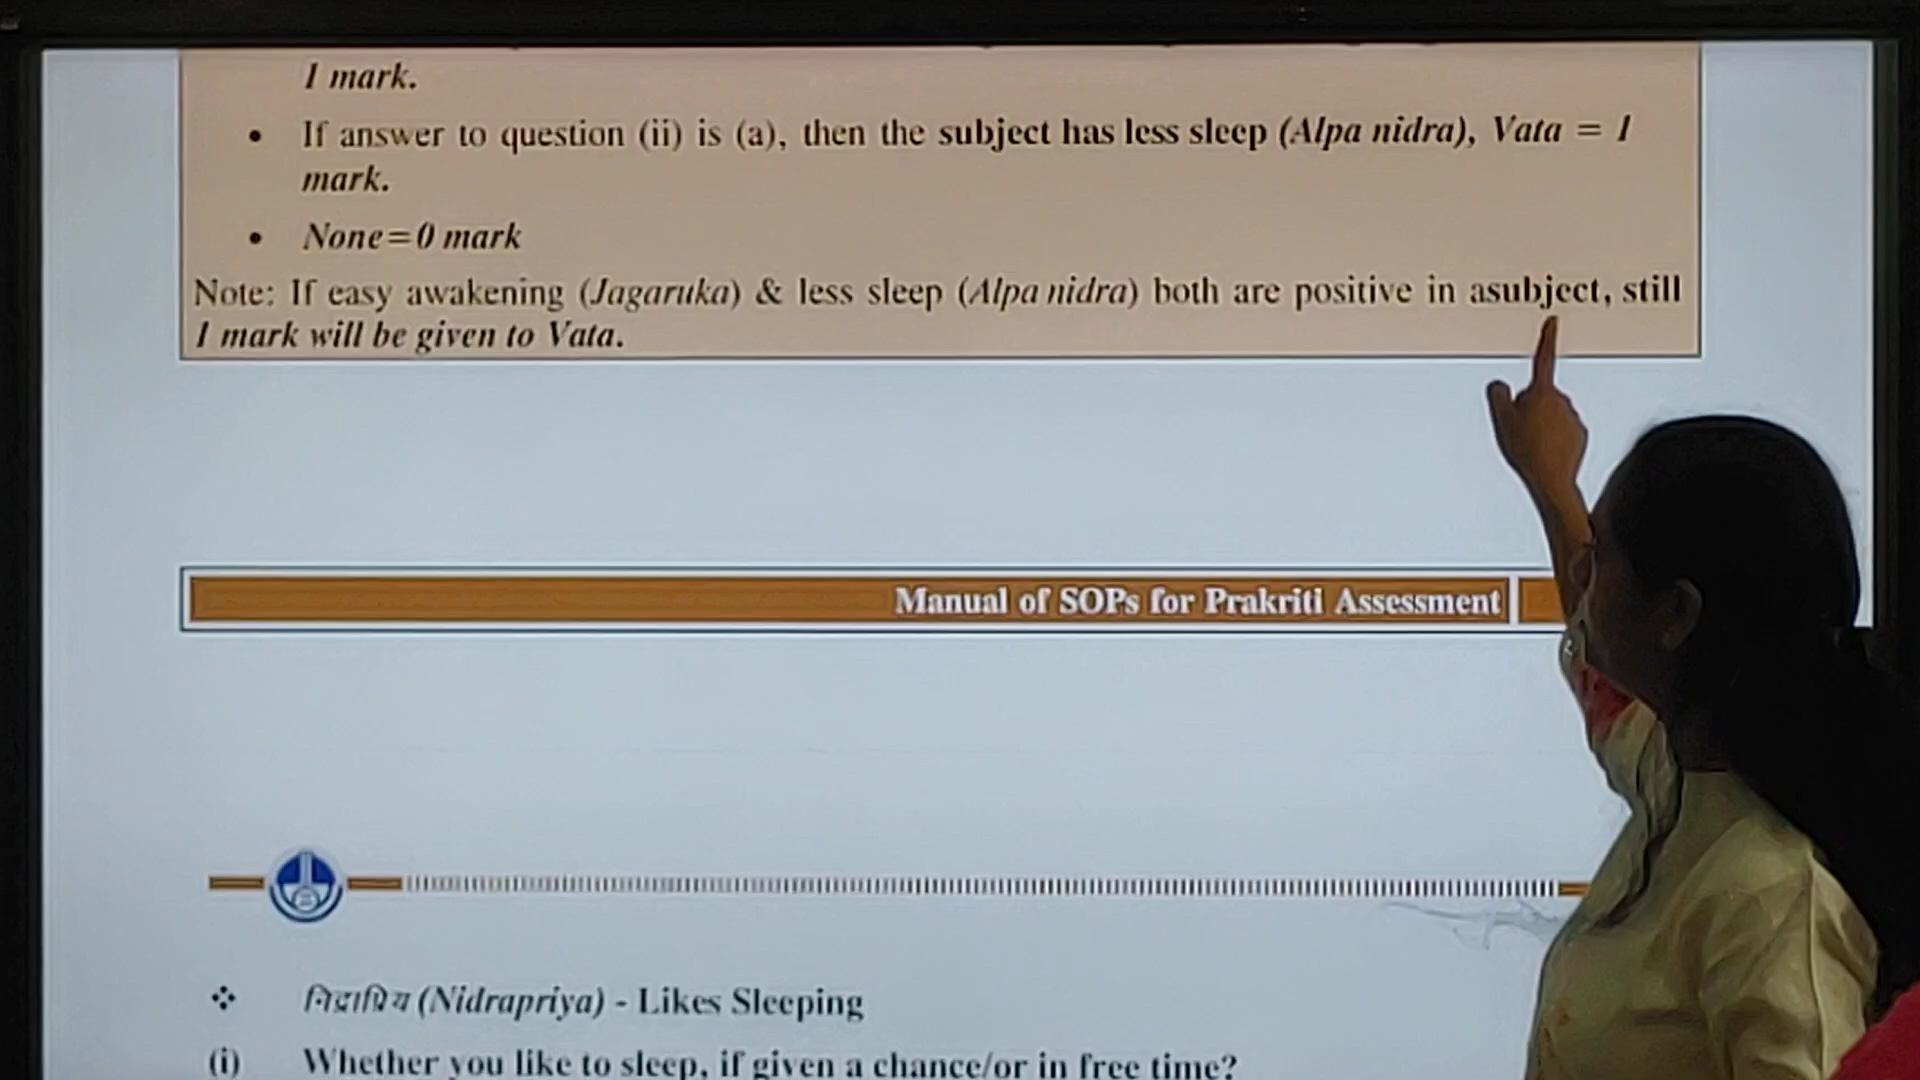 1 mark.
• If answer to question (ii) is (a), then the subject has less sleep (Alpa nidra), Vata = 1
mark.
• None=0 mark
Note: If easy awakening (Jagaruka) & less sleep (Alpa nidra) both are positive in asubject, still
1 mark will be given to Vata.
Manual of SOPs for Prakriti Assessment
❖ निद्राप्रिय (Nidrapriya) - Likes Sleeping
(i) Whether you like to sleep, if given a chance/or in free time?